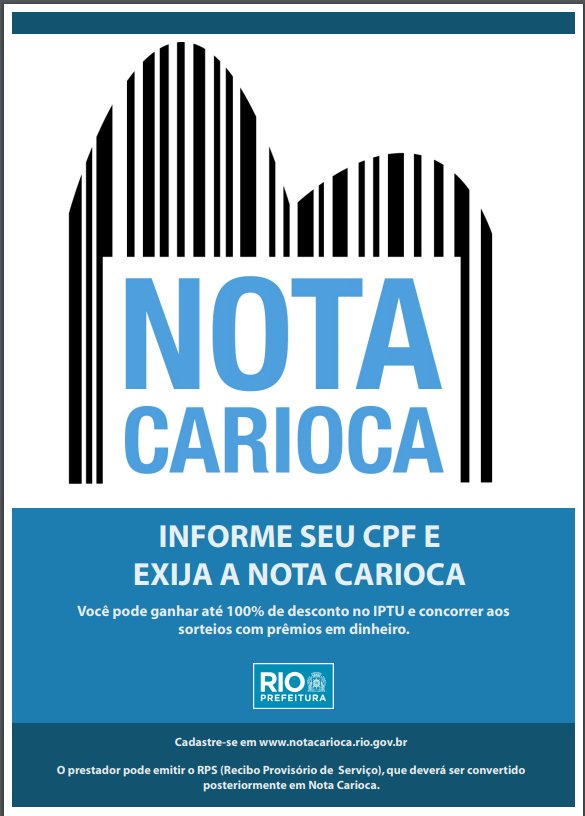 NOTA
CARIOCA
INFORME SEU CPF E
EXIJA A NOTA CARIOCA
Você pode ganhar até 100% de desconto no IPTU e concorrer aos
sorteios com prêmios em dinheiro.
RIO
PREFEITURA
Cadastre-se em www.notacarioca.rio.gov.br
O prestador pode emitir o RPS (Recibo Provisório de Serviço), que deverá ser convertido
posteriormente em Nota Carioca.